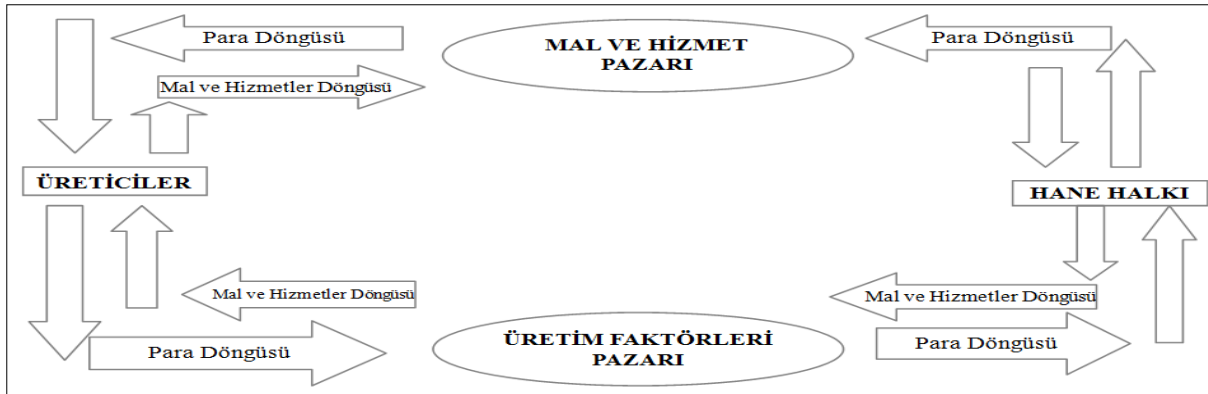 Para Döngüsü
MAL VE HİZMET
PAZARI
Para Döngüsü
Mal ve Hizmetler Döngüsü
ÜRETİCİLER
HANE HALKI
Mal ve Hizmetler Döngüsü
Mal ve Hizmetler Döngüsü
Para Döngüsü
ÜRETİM FAKTÖRLERİ
PAZARI
Para Döngüsü